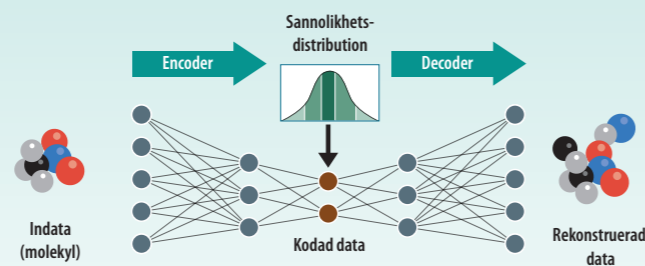 Sannolikhets-
distribution
Encoder
Decoder
Indata
(molekyl)
Kodad data
Rekonstruerad
data